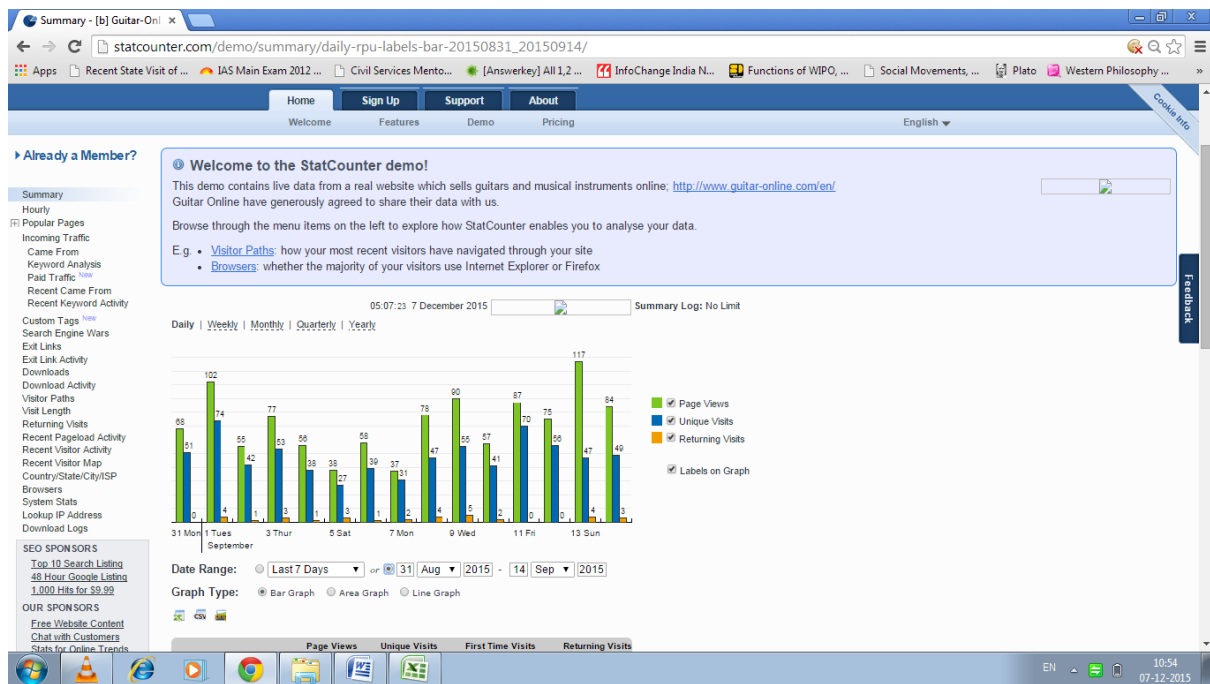 Summary - [b] Guitar-Onl
statcounter.com/demo/summary/daily-rpu-labels-bar-20150831_20150914/
Apps Recent State Visit of ... IAS Main Exam 2012 ... Civil Services Mento... [Answerkey] All 1,2 ... InfoChange India N... Functions of WIPO, ... Social Movements, ... Plato Western Philosophy ... »
Home Sign Up Support About
Welcome Features Demo Pricing English
Cookie Info
Already a Member?
Summary
Hourly
Popular Pages
Incoming Traffic
Came From
Keyword Analysis
Paid Traffic New
Recent Came From
Recent Keyword Activity
Custom Tags New
Search Engine Wars
Exit Links
Exit Link Activity
Downloads
Download Activity
Visitor Paths
Visit Length
Returning Visits
Recent Pageload Activity
Recent Visitor Activity
Recent Visitor Map
Country/State/City/ISP
Browsers
System Stats
Lookup IP Address
Download Logs
SEO SPONSORS
Top 10 Search Listing
48 Hour Google Listing
1,000 Hits for $9.99
OUR SPONSORS
Free Website Content
Chat with Customers
Stats for Online Trends
Welcome to the StatCounter demo!
This demo contains live data from a real website which sells guitars and musical instruments online; http://www.guitar-online.com/en/
Guitar Online have generously agreed to share their data with us.
Browse through the menu items on the left to explore how StatCounter enables you to analyse your data.
E.g. • Visitor Paths: how your most recent visitors have navigated through your site
• Browsers: whether the majority of your visitors use Internet Explorer or Firefox
Feedback
05:07:23 7 December 2015 Summary Log: No Limit
Daily | Weekly | Monthly | Quarterly | Yearly
68 51 0
102 74 4
55 42 1
77 53 3
56 38 1
38 27 3
58 39 1
37 31 2
78 47 4
90 55 5
57 41 2
87 70 0
75 56 0
117 47 4
84 49 3
31 Mon 1 Tues 3 Thur 5 Sat 7 Mon 9 Wed 11 Fri 13 Sun
September
Page Views
Unique Visits
Returning Visits
Labels on Graph
Date Range: Last 7 Days or 31 Aug 2015 - 14 Sep 2015
Graph Type: Bar Graph Area Graph Line Graph
CSV
Page Views Unique Visits First Time Visits Returning Visits
EN 10:54
07-12-2015